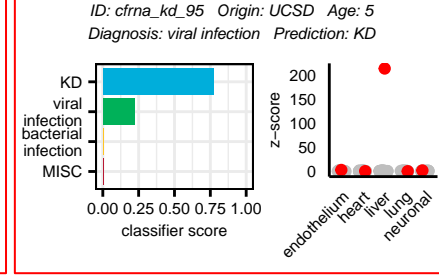 ID: cfrna_kd_95 Origin: UCSD Age: 5
Diagnosis: viral infection Prediction: KD
KD
viral
infection
bacterial
infection
MISC
0.00 0.25 0.50 0.75 1.00
classifier score
z-score
200
150
100
50
0
endothelium
heart
liver
lung
neuronal